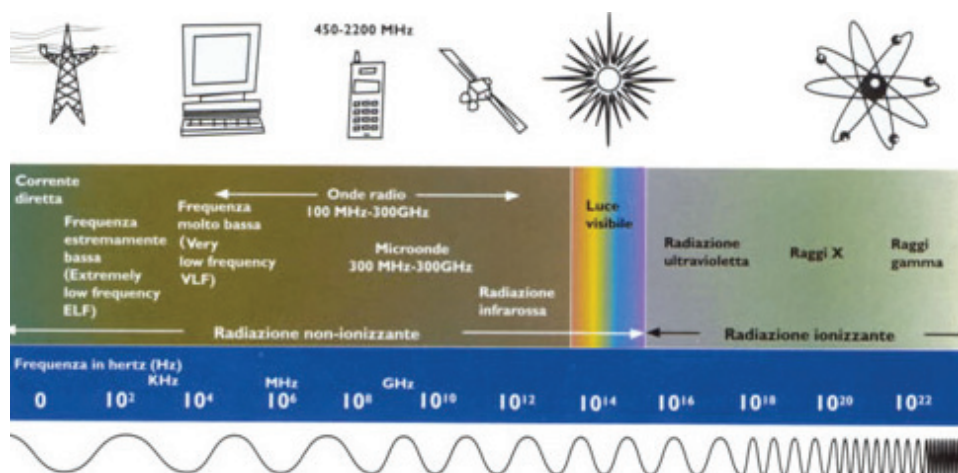 450-2200 MHz
Corrente
diretta
Frequenza
estremamente
bassa
(Extremely
low frequency
ELF)
Frequenza
molto bassa
(Very
low frequency
VLF)
Onde radio
100 MHz-300GHz
Microonde
300 MHz-300GHz
Radiazione
infrarossa
Luce
visibile
Radiazione
ultravioletta
Raggi X
Raggi
gamma
Radiazione non-ionizzante
Radiazione ionizzante
Frequenza in hertz (Hz)
KHz MHz GHz
0 10² 10⁴ 10⁶ 10⁸ 10¹⁰ 10¹² 10¹⁴ 10¹⁶ 10¹⁸ 10²⁰ 10²²